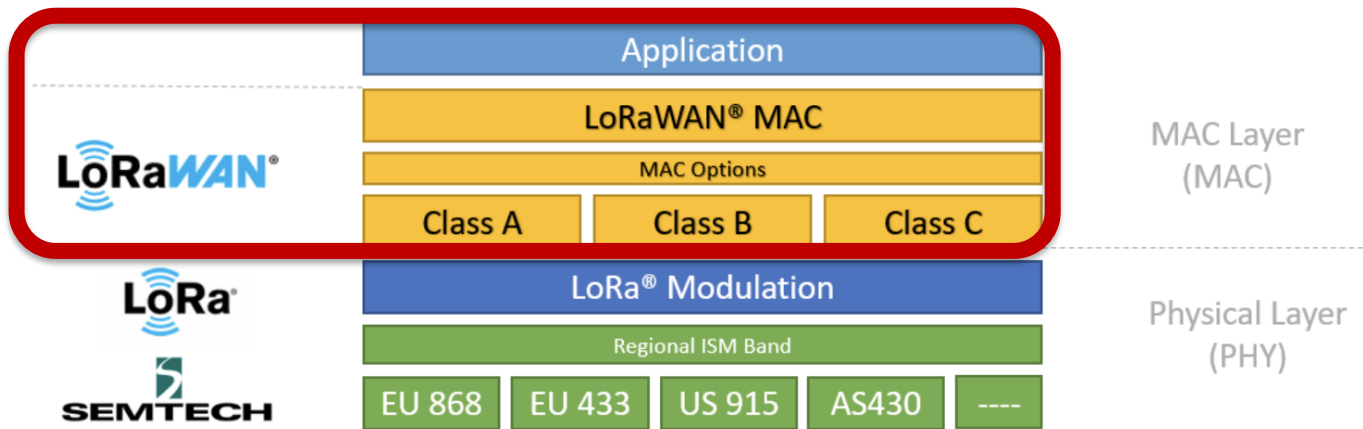 Application
LoRaWAN® MAC
MAC Options
Class A Class B Class C
LoRaWAN®
MAC Layer
(MAC)
LoRa® Modulation
Regional ISM Band
EU 868 EU 433 US 915 AS430 ----
LoRa®
SEMTECH
Physical Layer
(PHY)